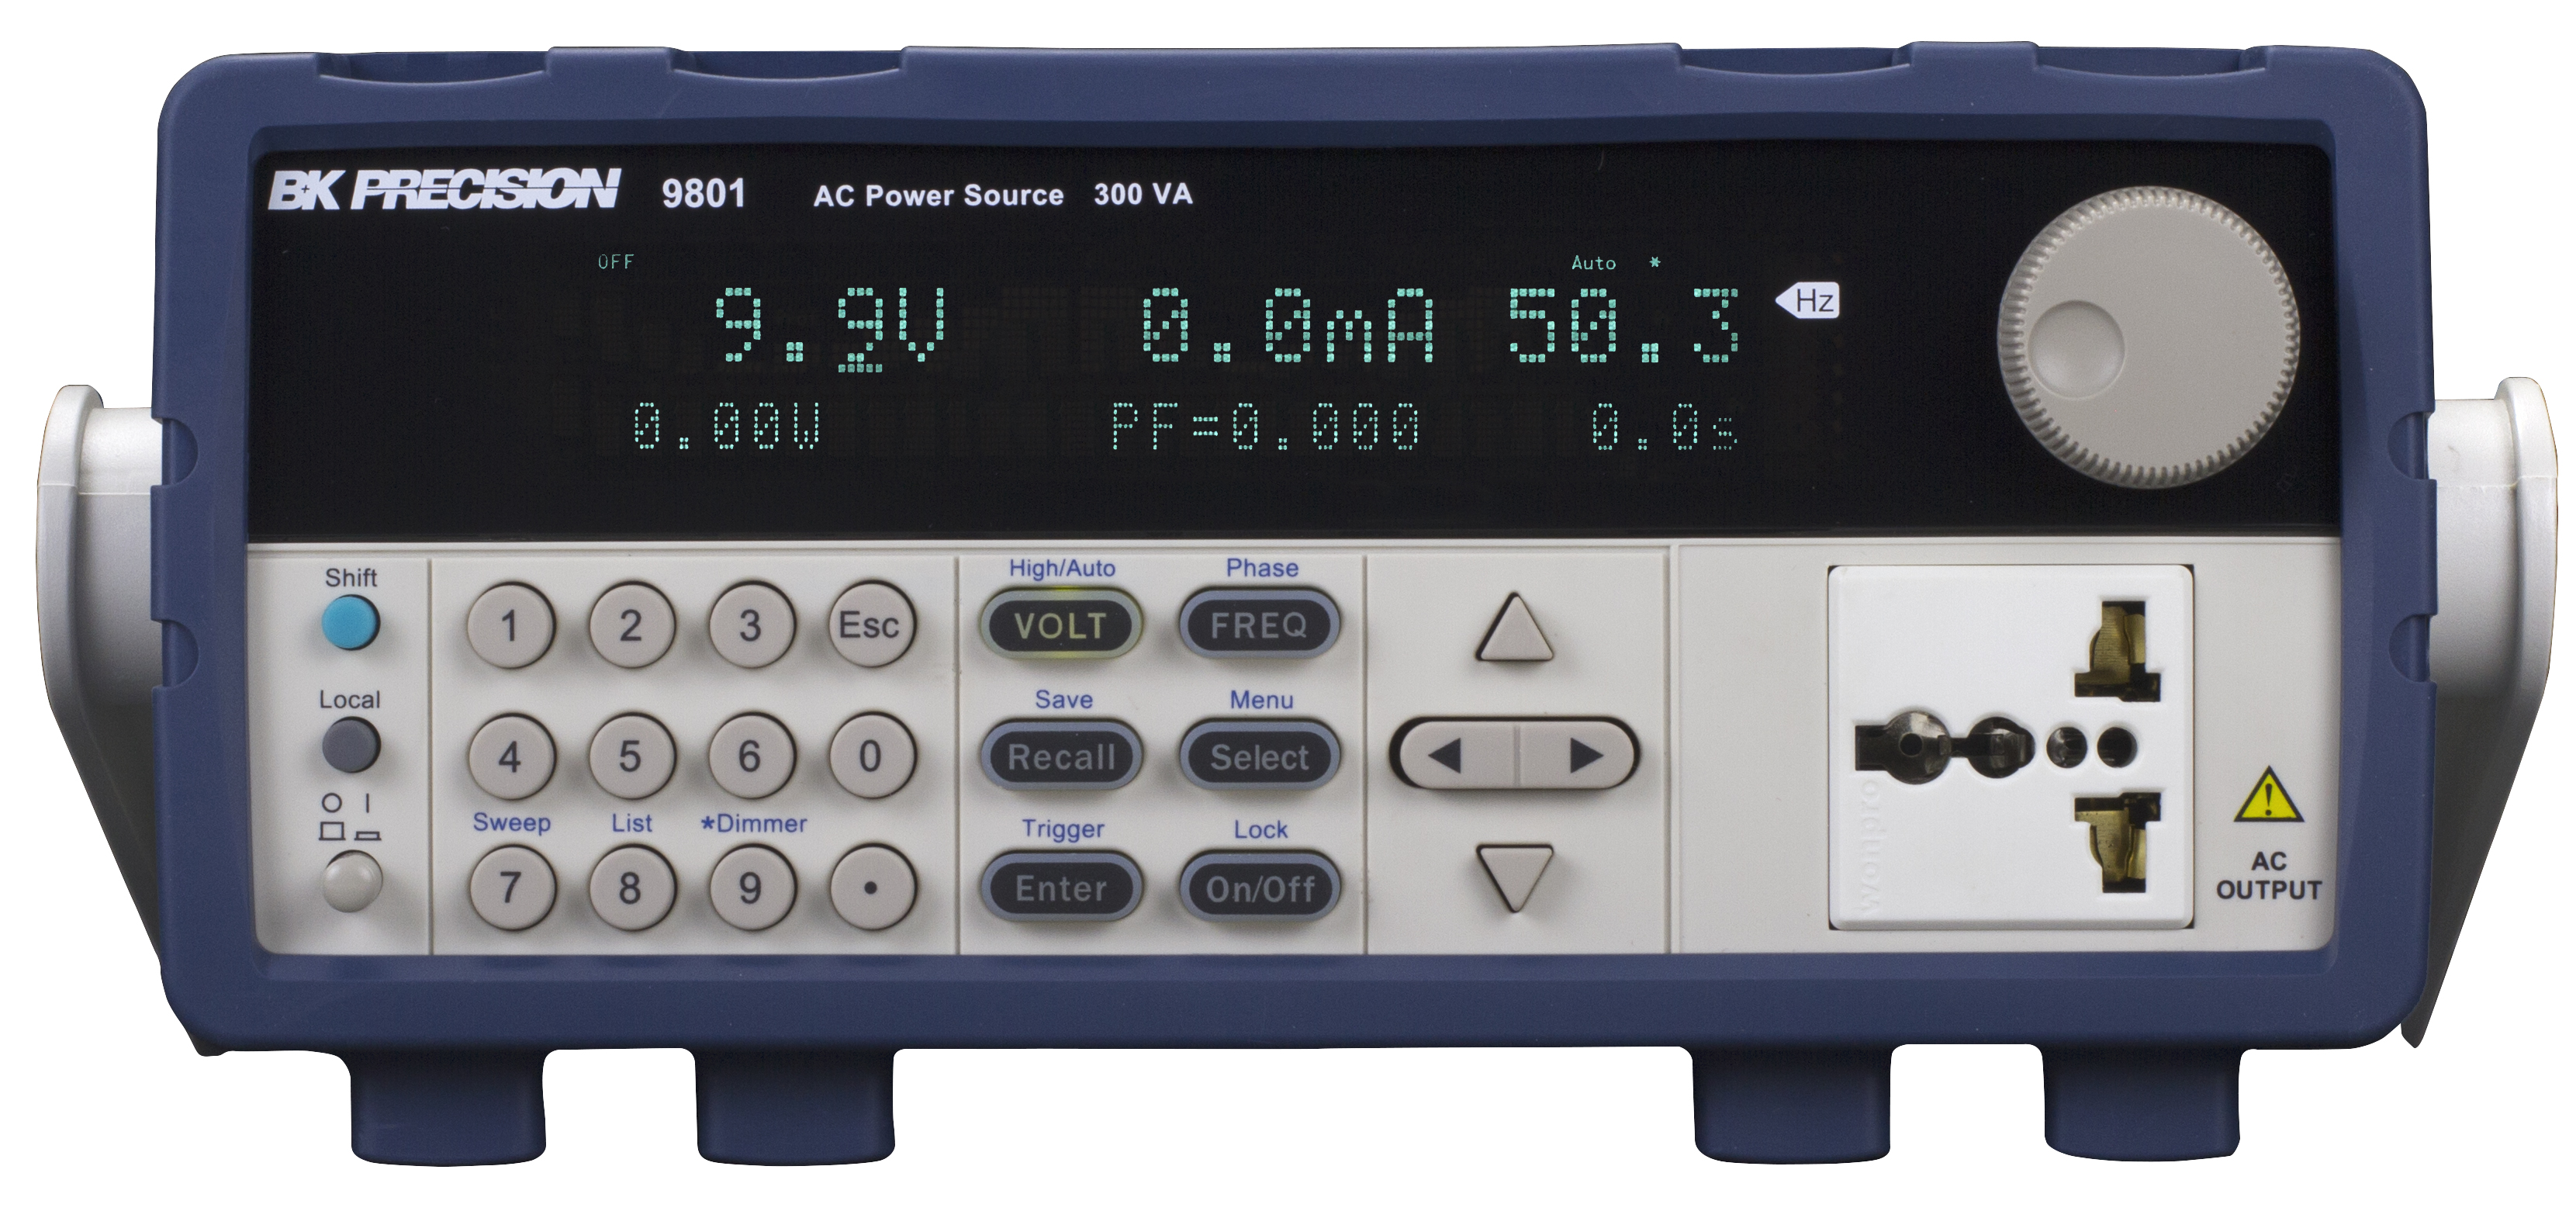 B+K PRECISION 9801 AC Power Source 300 VA
OFF Auto *
9.9V 0.0mA 50.3 Hz
0.00W PF=0.000 0.0s
Shift High/Auto Phase
1 2 3 Esc VOLT FREQ
Local Save Menu
4 5 6 0 Recall Select
O I
Sweep List *Dimmer Trigger Lock
7 8 9 • Enter On/Off
wonpro
AC
OUTPUT